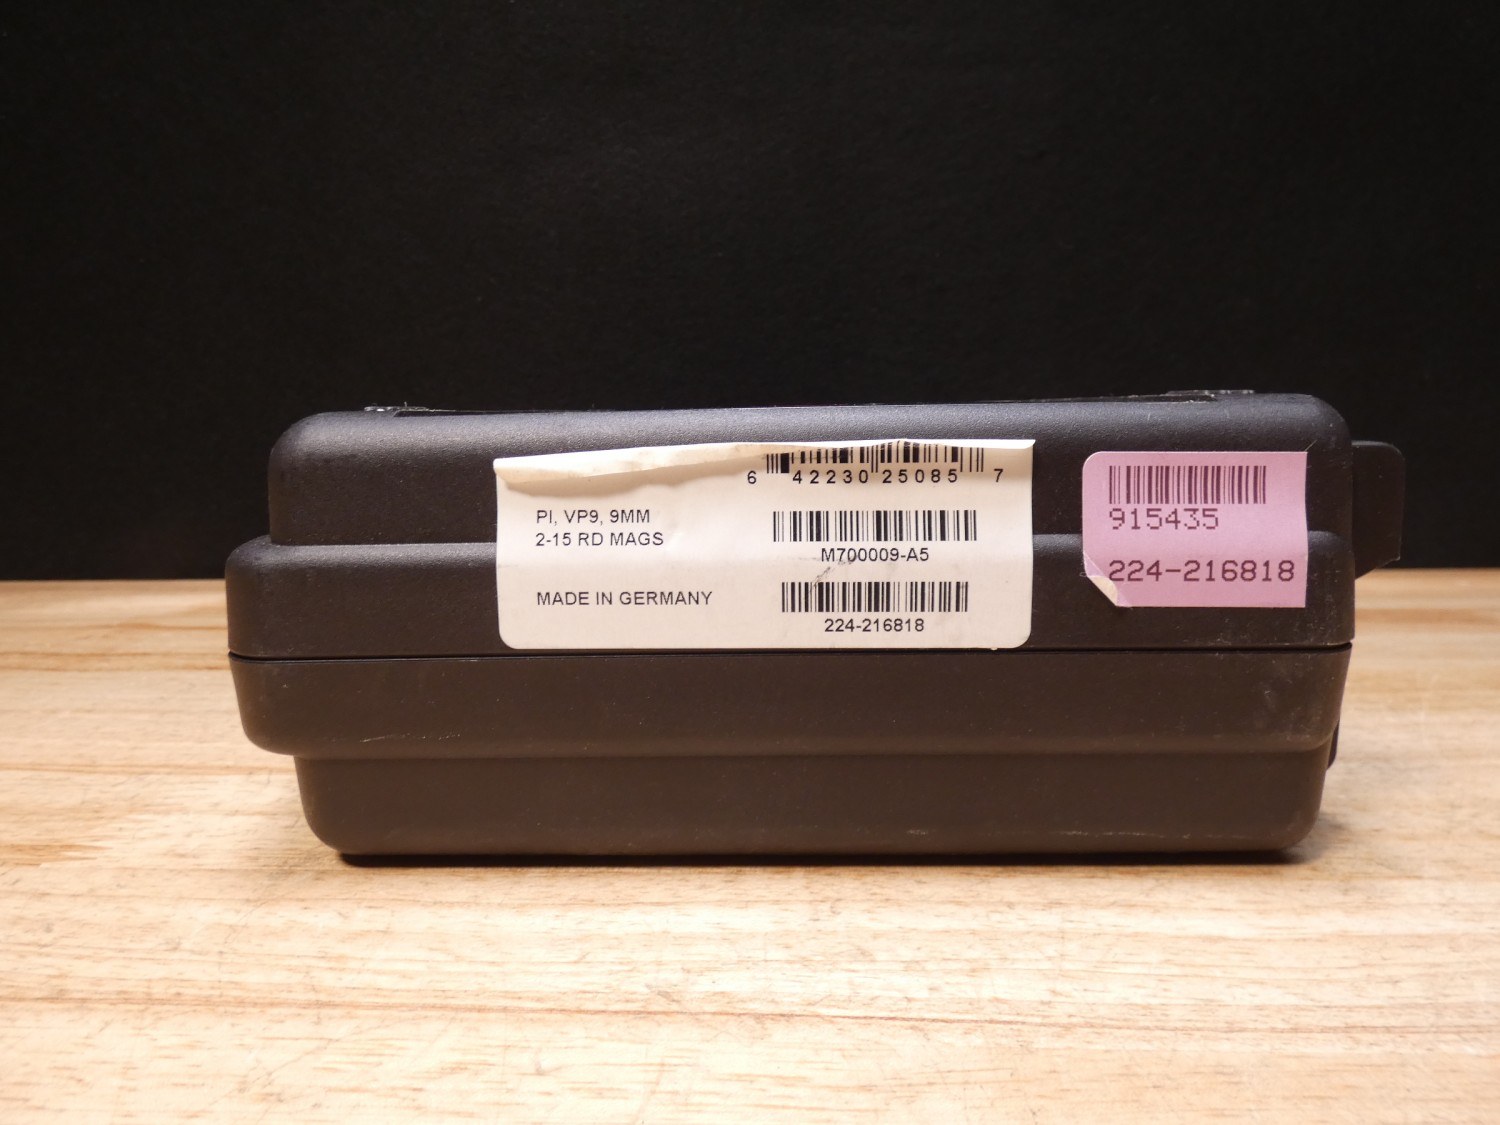 6 42230 25085 7
PI, VP9, 9MM
2-15 RD MAGS
M700009-A5
MADE IN GERMANY
224-216818
915435
224-216818